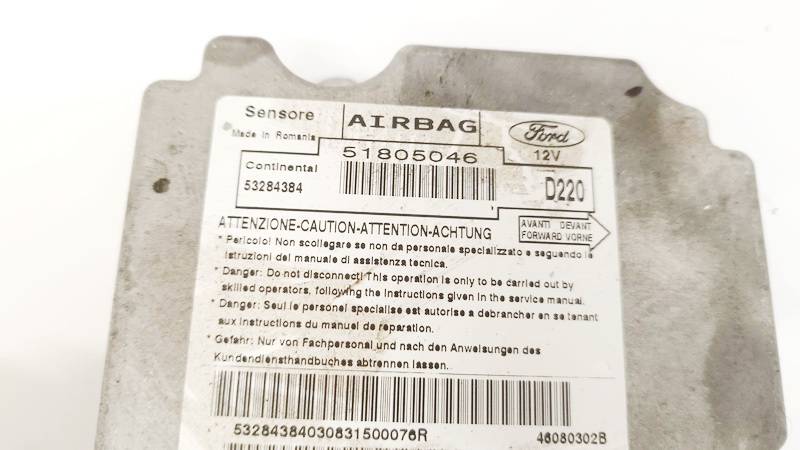 Sensore AIRBAG Ford
Made in Romania 12V
51805046
Continental
53284384 D220
ATTENZIONE-CAUTION-ATTENTION-ACHTUNG
AVANTI DEVANT
FORWARD VORNE
* Pericolo! Non scollegare se non da personale specializzato e seguendo le
istruzioni del manuale di assistenza tecnica.
* Danger: Do not disconnect! This operation is only to be carried out by
skilled operators, following the instructions given in the service manual.
* Danger: Seul le personel specialise est autorise a debrancher en se tenant
aux instructions du manuel de reparation.
* Gefahr: Nur von Fachpersonal und nach den Anweisungen des
Kundendiensthandbuches abtrennen lassen.
53284384030831500076R 46080302B